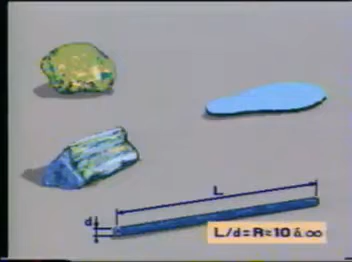 L
d
L/d=R=10 à ∞